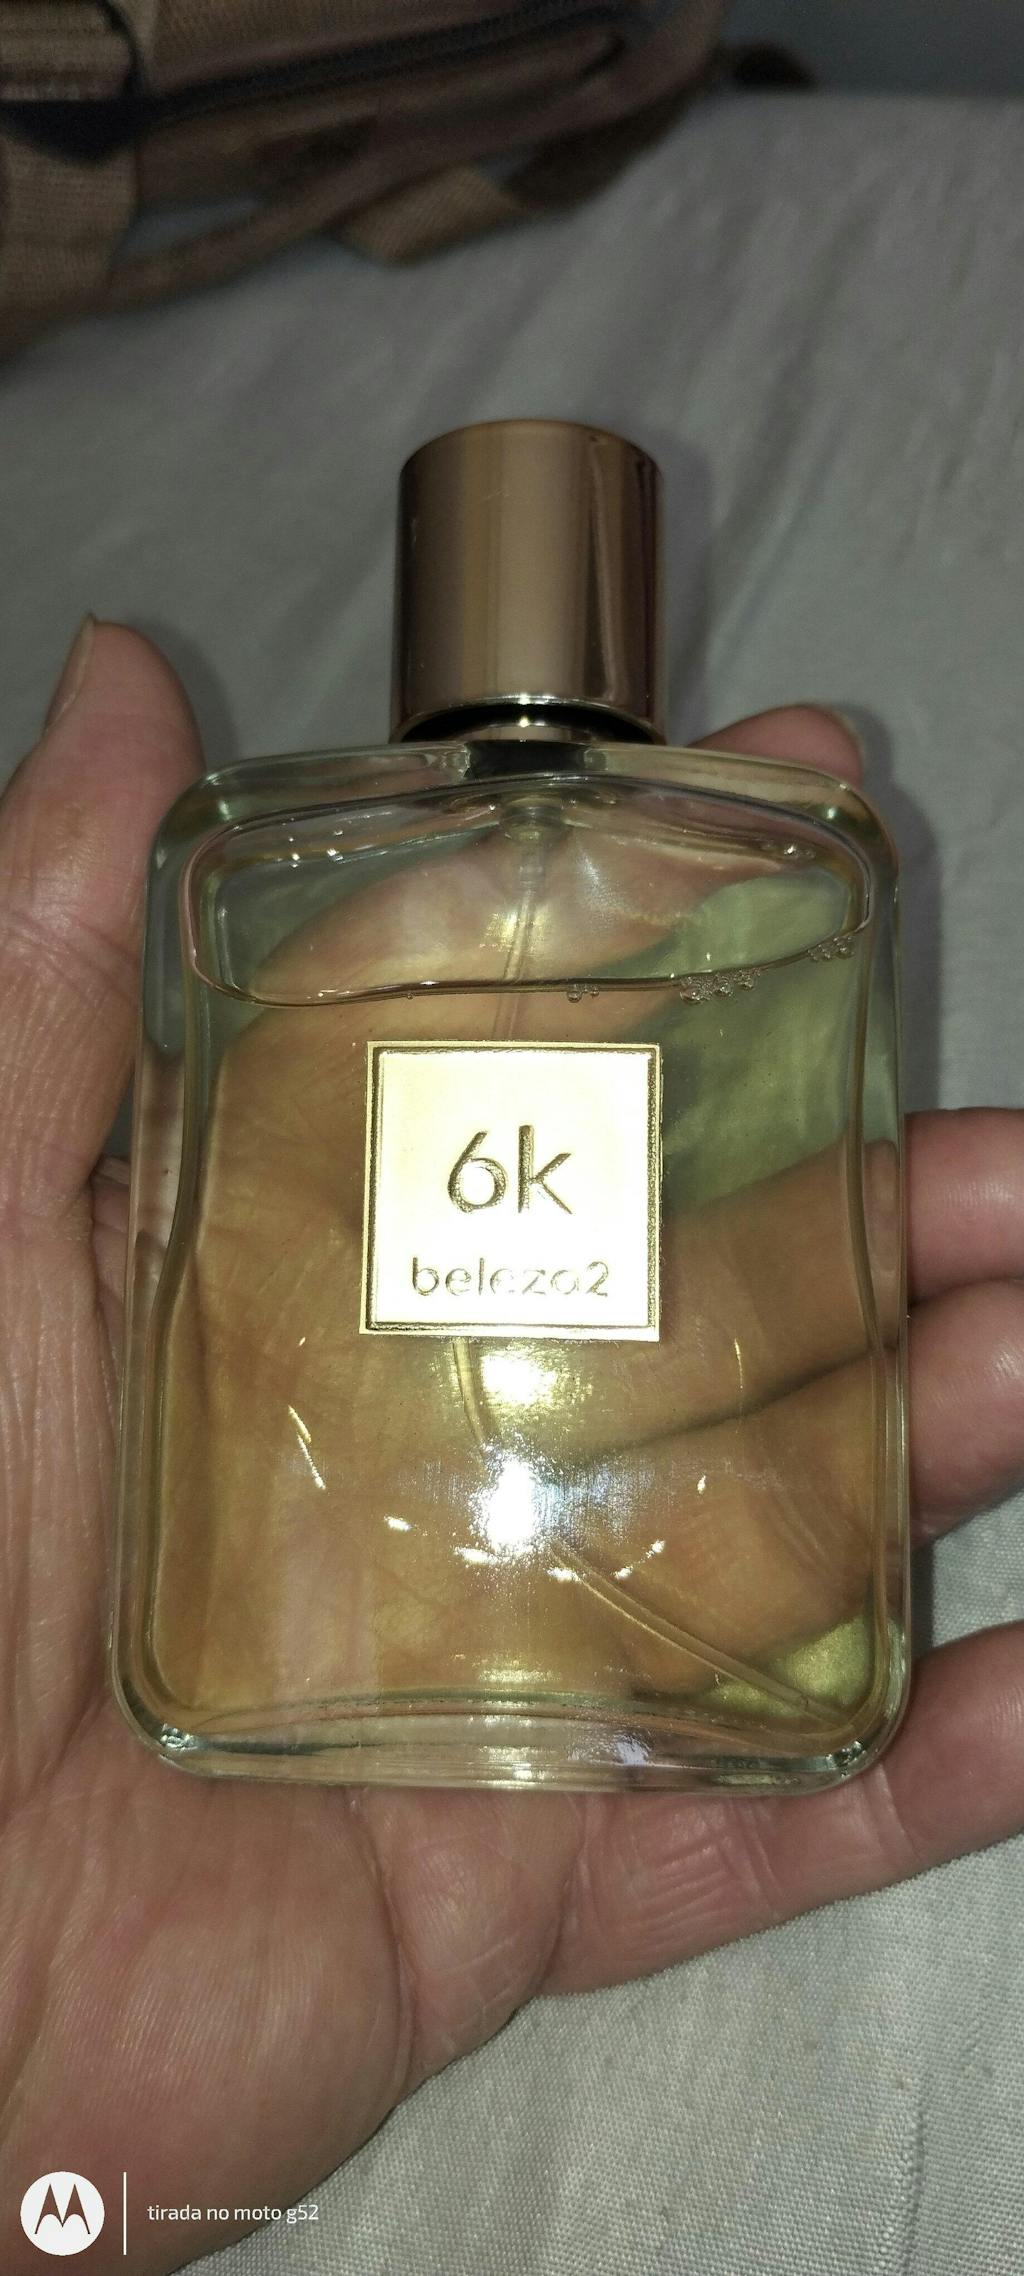 6k
beleza2
tirada no moto g52